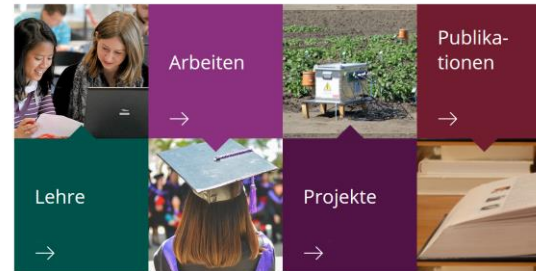 Arbeiten
→
Publika-
tionen
→
Lehre
→
Projekte
→